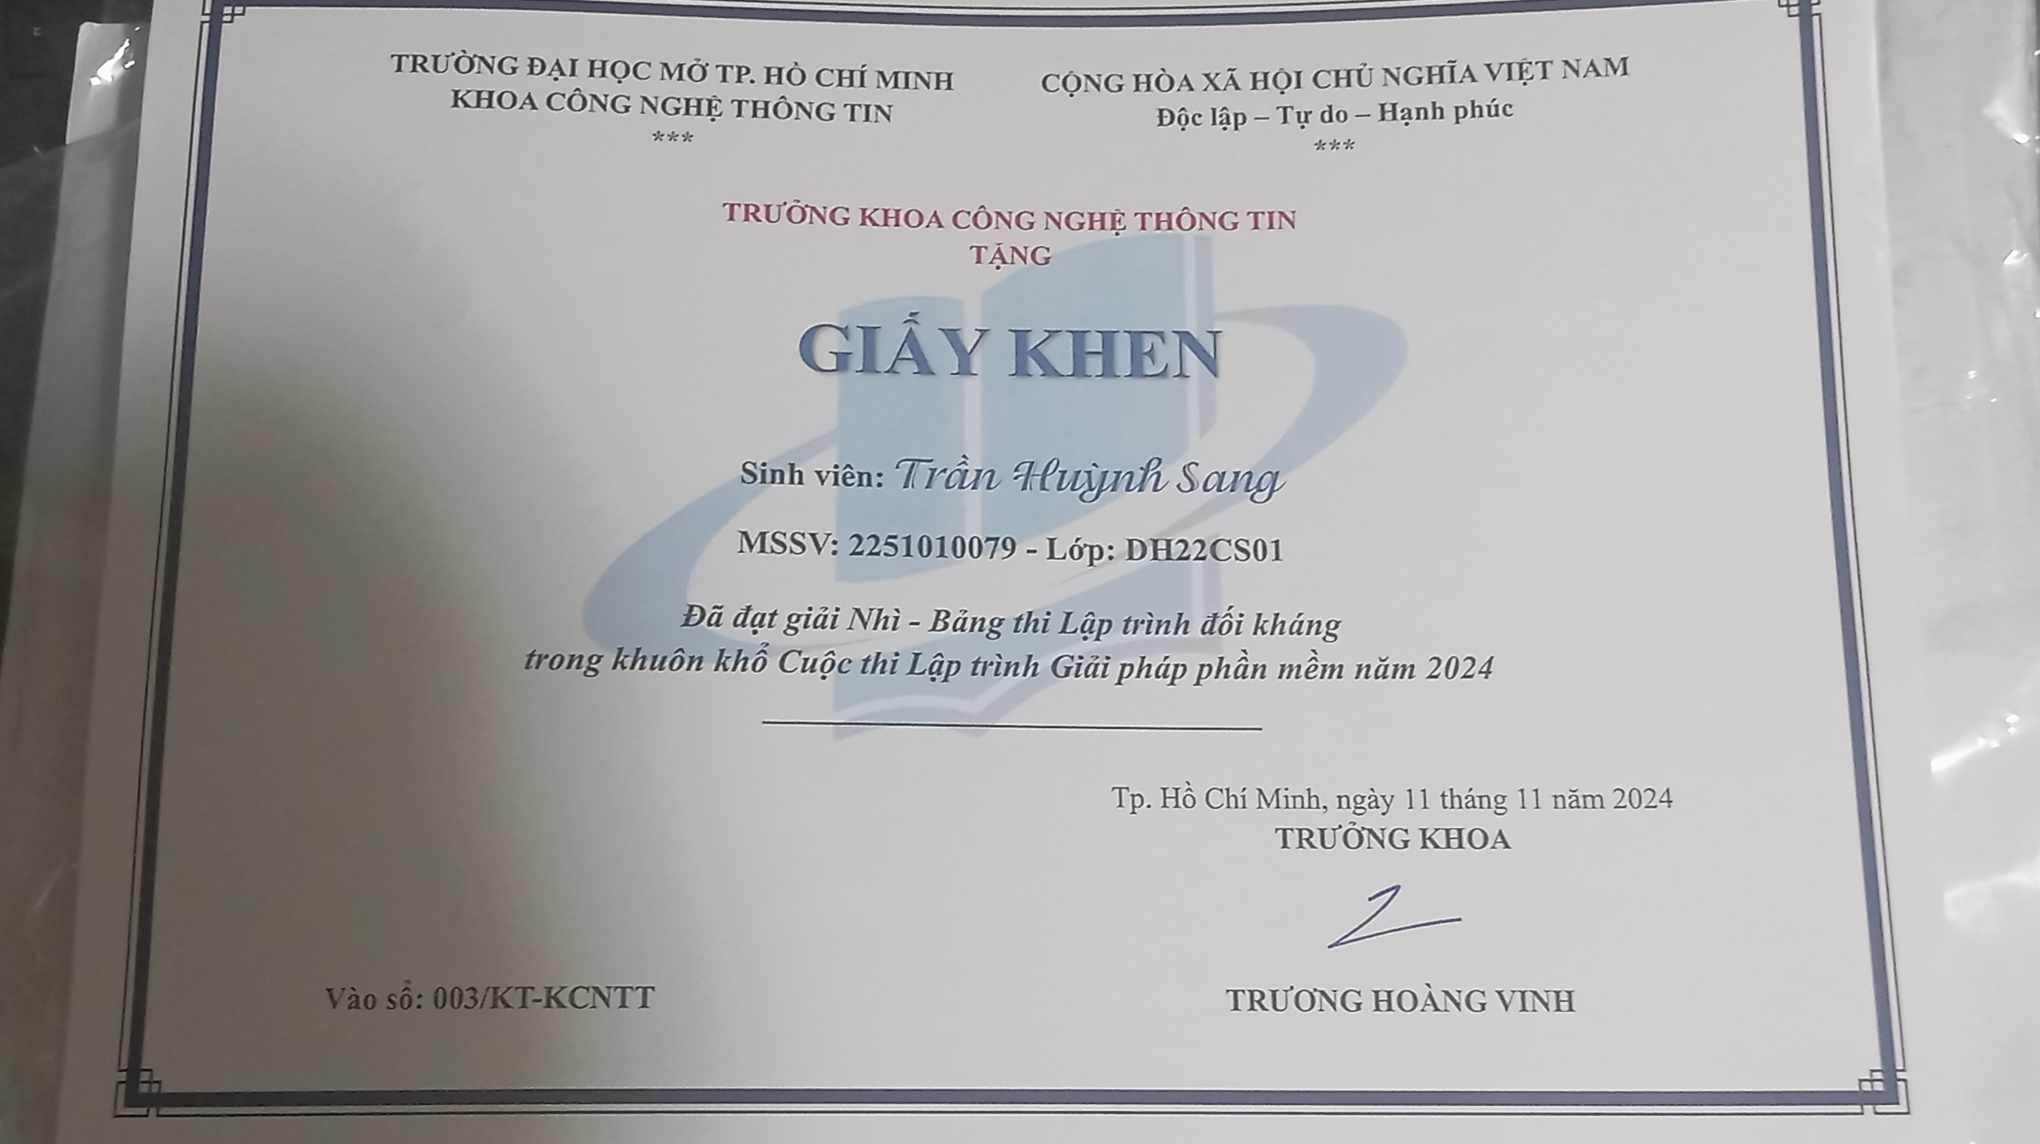 TRƯỜNG ĐẠI HỌC MỞ TP. HỒ CHÍ MINH
KHOA CÔNG NGHỆ THÔNG TIN
***
CỘNG HÒA XÃ HỘI CHỦ NGHĨA VIỆT NAM
Độc lập – Tự do – Hạnh phúc
***
TRƯỞNG KHOA CÔNG NGHỆ THÔNG TIN
TẶNG
GIẤY KHEN
Sinh viên: Trần Huỳnh Sang
MSSV: 2251010079 - Lớp: DH22CS01
Đã đạt giải Nhì - Bảng thi Lập trình đối kháng
trong khuôn khổ Cuộc thi Lập trình Giải pháp phần mềm năm 2024
Tp. Hồ Chí Minh, ngày 11 tháng 11 năm 2024
TRƯỞNG KHOA
Vào sổ: 003/KT-KCNTT
TRƯƠNG HOÀNG VINH